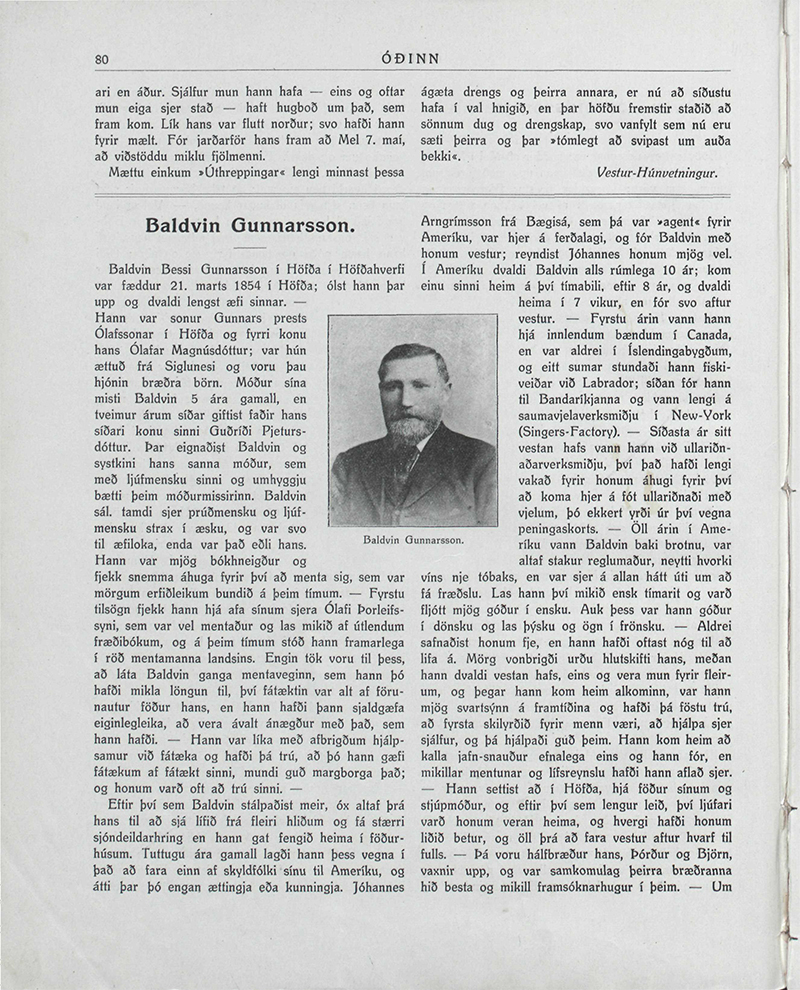 80
ÓÐINN
ari en áður. Sjálfur mun hann hafa — eins og oftar
mun eiga sjer stað — haft hugboð um það, sem
fram kom. Lík hans var flutt norður; svo hafði hann
fyrir mælt. Fór jarðarför hans fram að Mel 7. maí,
að viðstöddu miklu fjölmenni.
Mættu einkum »Úthreppingar« lengi minnast þessa
ágæta drengs og þeirra annara, er nú að síðustu
hafa í val hnigið, en þar höfðu fremstir staðið að
sönnum dug og drengskap, svo vanfylt sem nú eru
sæti þeirra og þar »tómlegt að svipast um auða
bekki«.
Vestur-Húnvetningur.
Baldvin Gunnarsson.
Baldvin Bessi Gunnarsson í Höfða í Höfðahverfi
var fæddur 21. marts 1854 í Höfða; ólst hann þar
upp og dvaldi lengst æfi sinnar. —
Hann var sonur Gunnars prests
Ólafssonar í Höfða og fyrri konu
hans Ólafar Magnúsdóttur; var hún
ættuð frá Siglunesi og voru þau
hjónin bræðra börn. Móður sína
misti Baldvin 5 ára gamall, en
tveimur árum síðar giftist faðir hans
síðari konu sinni Guðríði Pjeturs-
dóttur. Þar eignaðist Baldvin og
systkini hans sanna móður, sem
með ljúfmensku sinni og umhyggju
bætti þeim móðurmissirinn. Baldvin
sál. tamdi sjer prúðmensku og ljúf-
mensku strax í æsku, og var svo
til æfiloka, enda var það eðli hans.
Hann var mjög bókhneigður og
fjekk snemma áhuga fyrir því að menta sig, sem var
mörgum erfiðleikum bundið á þeim tímum. — Fyrstu
tilsögn fjekk hann hjá afa sínum sjera Ólafi Þorleifs-
syni, sem var vel mentaður og las mikið af útlendum
fræðibókum, og á þeim tímum stóð hann framarlega
í röð mentamanna landsins. Engin tök voru til þess,
að láta Baldvin ganga mentaveginn, sem hann þó
hafði mikla löngun til, því fátæktin var alt af föru-
nautur föður hans, en hann hafði þann sjaldgæfa
eiginlegleika, að vera ávalt ánægður með það, sem
hann hafði. — Hann var líka með afbrigðum hjálp-
samur við fátæka og hafði þá trú, að þó hann gæfi
fátækum af fátækt sinni, mundi guð margborga það;
og honum varð oft að trú sinni. —
Eftir því sem Baldvin stálpaðist meir, óx altaf þrá
hans til að sjá lífið frá fleiri hliðum og fá stærri
sjóndeildarhring en hann gat fengið heima í föður-
húsum. Tuttugu ára gamall lagði hann þess vegna í
það að fara einn af skyldfólki sínu til Ameríku, og
átti þar þó engan ættingja eða kunningja. Jóhannes
Baldvin Gunnarsson.
Arngrímsson frá Bægisá, sem þá var »agent« fyrir
Ameríku, var hjer á ferðalagi, og fór Baldvin með
honum vestur; reyndist Jóhannes honum mjög vel.
Í Ameríku dvaldi Baldvin alls rúmlega 10 ár; kom
einu sinni heim á því tímabili, eftir 8 ár, og dvaldi
heima í 7 vikur, en fór svo aftur
vestur. — Fyrstu árin vann hann
hjá innlendum bændum í Canada,
en var aldrei í Íslendingabygðum,
og eitt sumar stundaði hann fiski-
veiðar við Labrador; síðan fór hann
til Bandaríkjanna og vann lengi á
saumavjelaverksmiðju í New-York
(Singers-Factory). — Síðasta ár sitt
vestan hafs vann hann við ullariðn-
aðarverksmiðju, því það hafði lengi
vakað fyrir honum áhugi fyrir því
að koma hjer á fót ullariðnaði með
vjelum, þó ekkert yrði úr því vegna
peningaskorts. — Öll árin í Ame-
ríku vann Baldvin baki brotnu, var
altaf stakur reglumaður, neytti hvorki
víns nje tóbaks, en var sjer á allan hátt úti um að
fá fræðslu. Las hann því mikið ensk tímarit og varð
fljótt mjög góður í ensku. Auk þess var hann góður
í dönsku og las þýsku og ögn í frönsku. — Aldrei
safnaðist honum fje, en hann hafði oftast nóg til að
lifa á. Mörg vonbrigði urðu hlutskifti hans, meðan
hann dvaldi vestan hafs, eins og vera mun fyrir fleir-
um, og þegar hann kom heim alkominn, var hann
mjög svartsýnn á framtíðina og hafði þá föstu trú,
að fyrsta skilyrðið fyrir menn væri, að hjálpa sjer
sjálfur, og þá hjálpaði guð þeim. Hann kom heim að
kalla jafn-snauður efnalega eins og hann fór, en
mikillar mentunar og lífsreynslu hafði hann aflað sjer.
— Hann settist að í Höfða, hjá föður sínum og
stjúpmóður, og eftir því sem lengur leið, því ljúfari
varð honum veran heima, og hvergi hafði honum
liðið betur, og öll þrá að fara vestur aftur hvarf til
fulls. — Þá voru hálfbræður hans, Þórður og Björn,
vaxnir upp, og var samkomulag þeirra bræðranna
hið besta og mikill framsóknarhugur í þeim. — Um